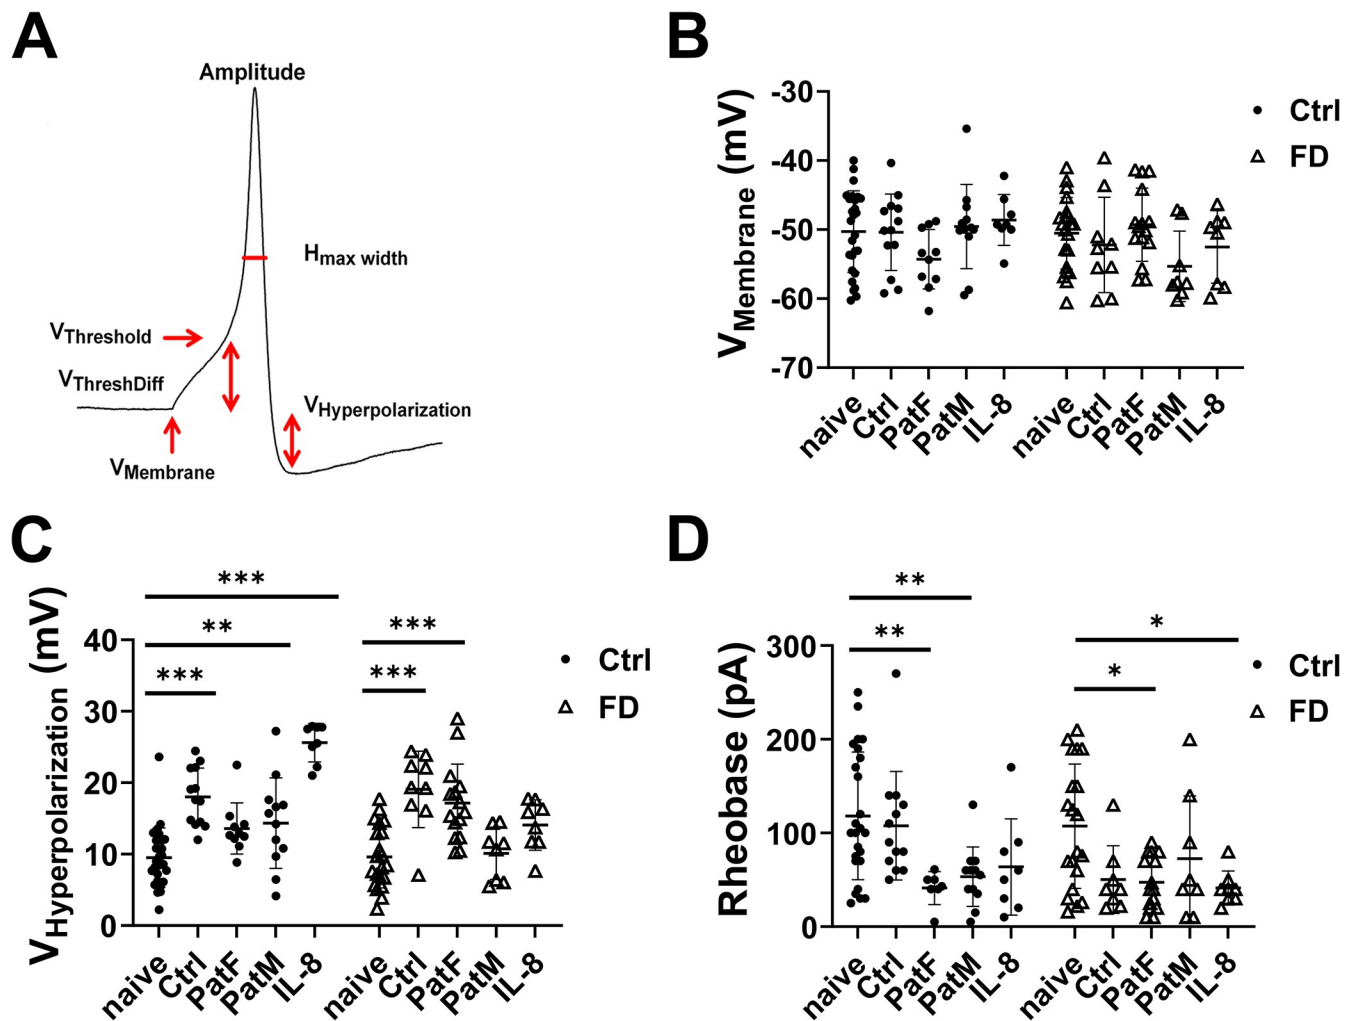 A
Amplitude
Hmax width
VThreshold
VThreshDiff
VHyperpolarization
VMembrane
B
VMembrane (mV)
-30
-40
-50
-60
-70
naive
Ctrl
PatF
PatM
IL-8
naive
Ctrl
PatF
PatM
IL-8
Ctrl
FD
C
VHyperpolarization (mV)
40
30
20
10
0
***
**
***
***
***
naive
Ctrl
PatF
PatM
IL-8
naive
Ctrl
PatF
PatM
IL-8
Ctrl
FD
D
Rheobase (pA)
300
200
100
0
**
**
*
*
naive
Ctrl
PatF
PatM
IL-8
naive
Ctrl
PatF
PatM
IL-8
Ctrl
FD